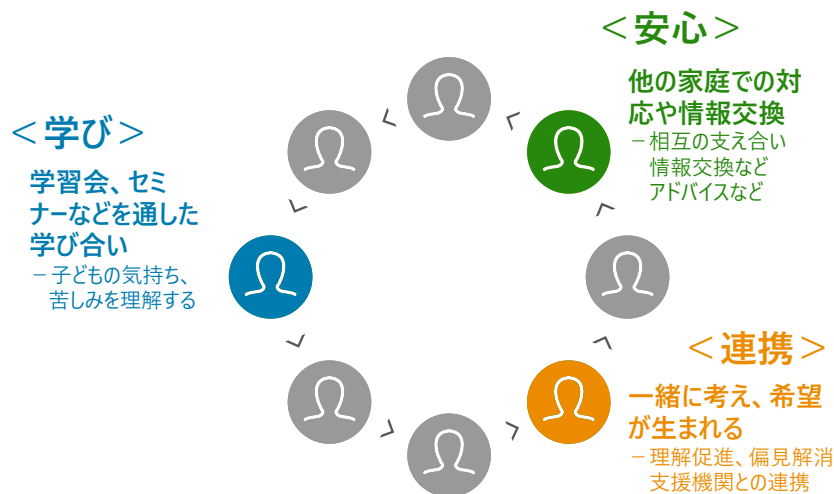 ＜安心＞
他の家庭での対
応や情報交換
－相互の支え合い
情報交換など
アドバイスなど
＜学び＞
学習会、セミ
ナーなどを通した
学び合い
－子どもの気持ち、
苦しみを理解する
＜連携＞
一緒に考え、希望
が生まれる
－理解促進、偏見解消
支援機関との連携